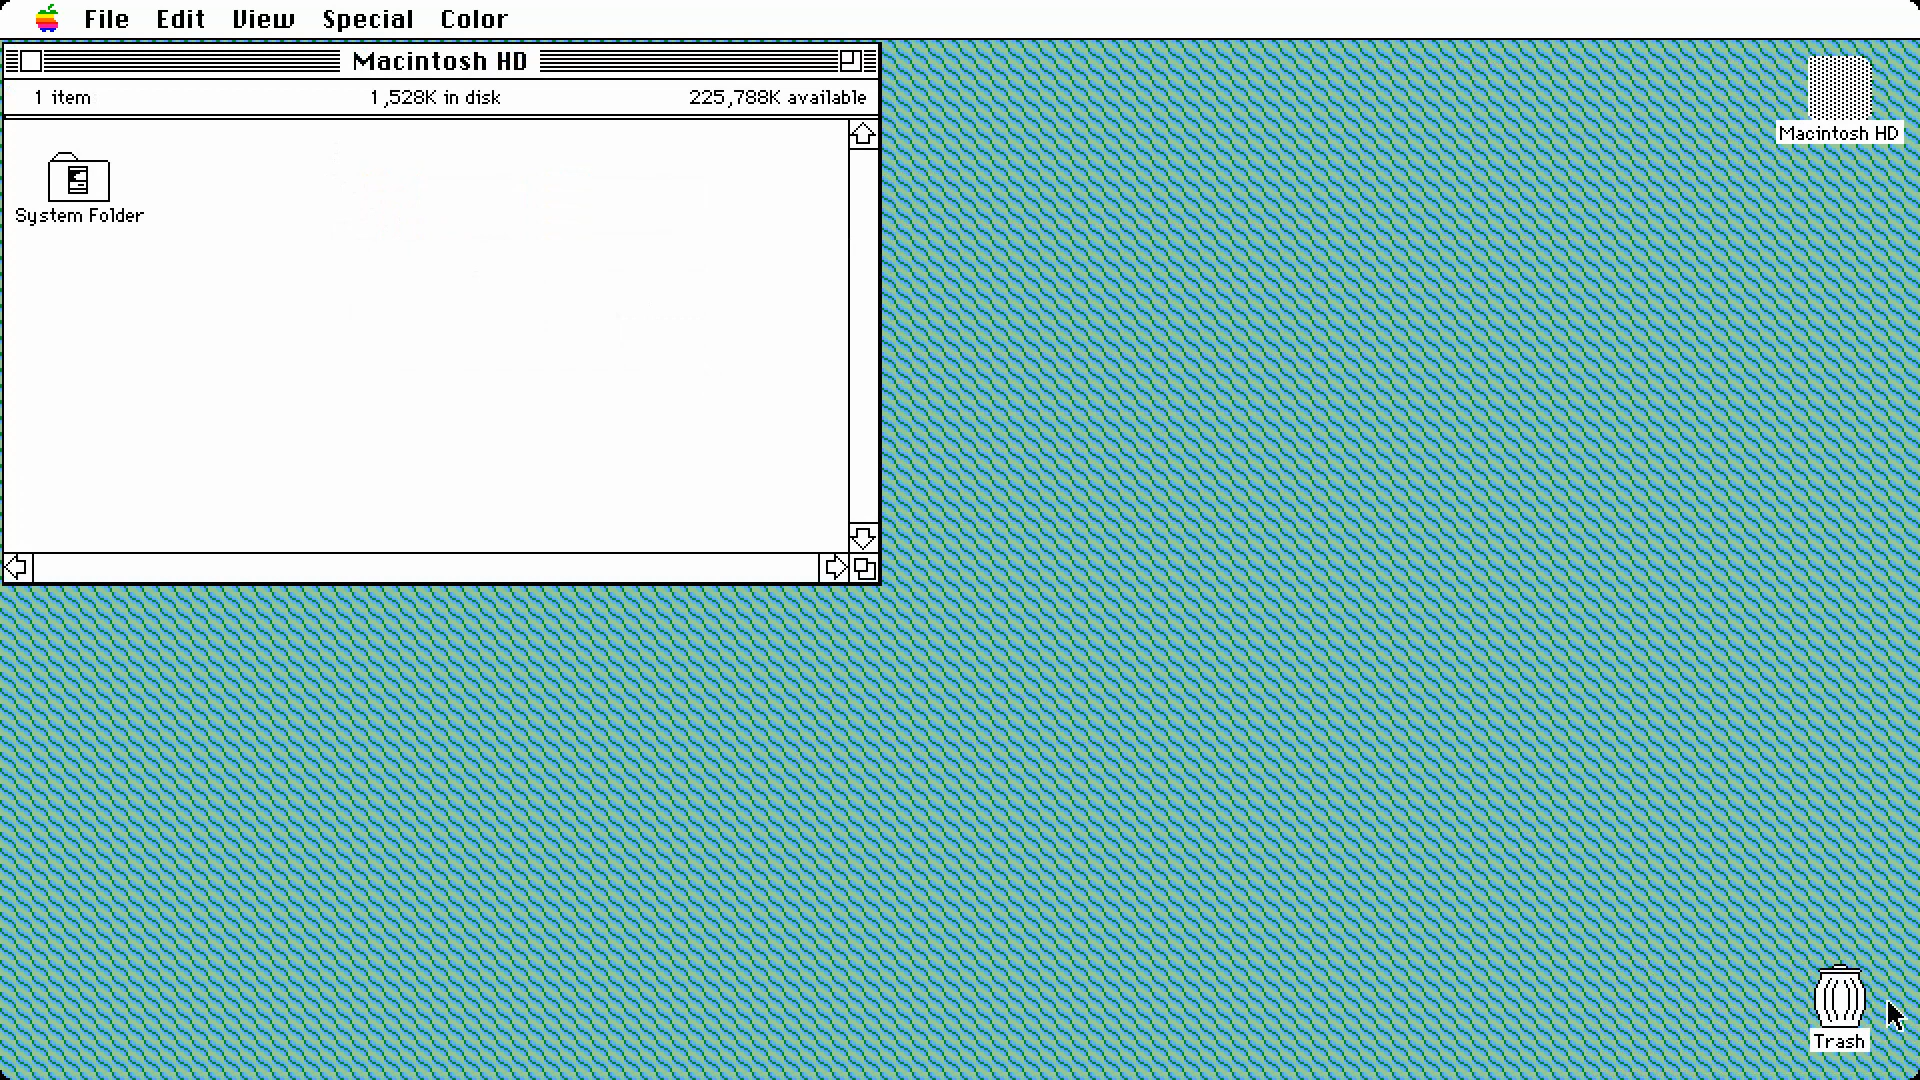 File Edit View Special Color
Macintosh HD
1 item 1,528K in disk 225,788K available
System Folder
Macintosh HD
Trash